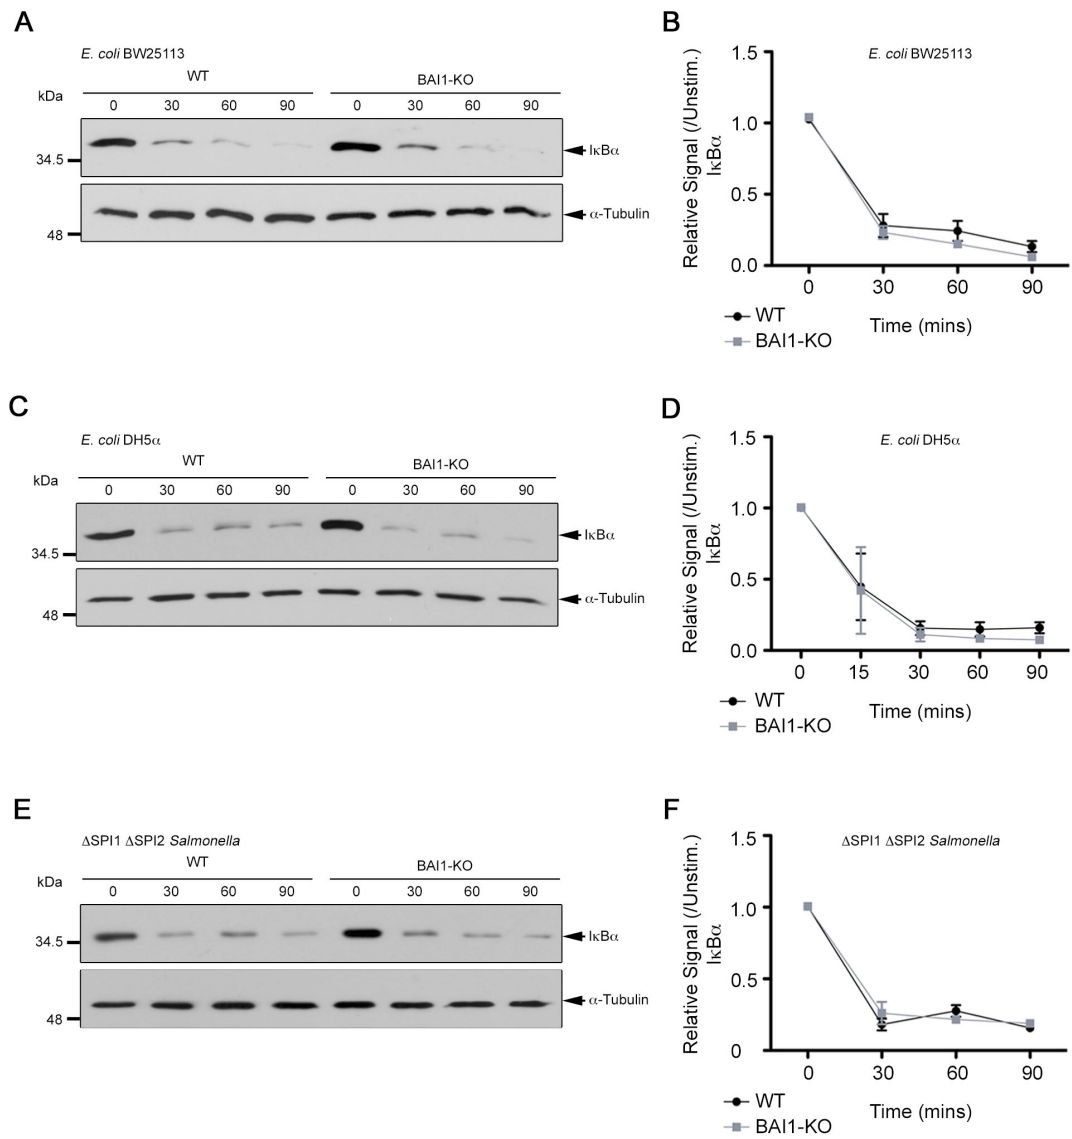 A
E. coli BW25113
WT BAI1-KO
kDa
0 30 60 90 0 30 60 90
34.5
IκBα
α-Tubulin
48
B
E. coli BW25113
Relative Signal (/Unstim.)
IκBα
1.5
1.0
0.5
0.0
0 30 60 90
Time (mins)
WT
BAI1-KO
C
E. coli DH5α
WT BAI1-KO
kDa
0 30 60 90 0 30 60 90
IκBα
34.5
α-Tubulin
48
D
E. coli DH5α
Relative Signal (/Unstim.)
IκBα
1.5
1.0
0.5
0.0
0 15 30 60 90
Time (mins)
WT
BAI1-KO
E
ΔSPI1 ΔSPI2 Salmonella
WT BAI1-KO
kDa
0 30 60 90 0 30 60 90
34.5
IκBα
α-Tubulin
48
F
ΔSPI1 ΔSPI2 Salmonella
Relative Signal (/Unstim.)
IκBα
1.5
1.0
0.5
0
0 30 60 90
Time (mins)
WT
BAI1-KO